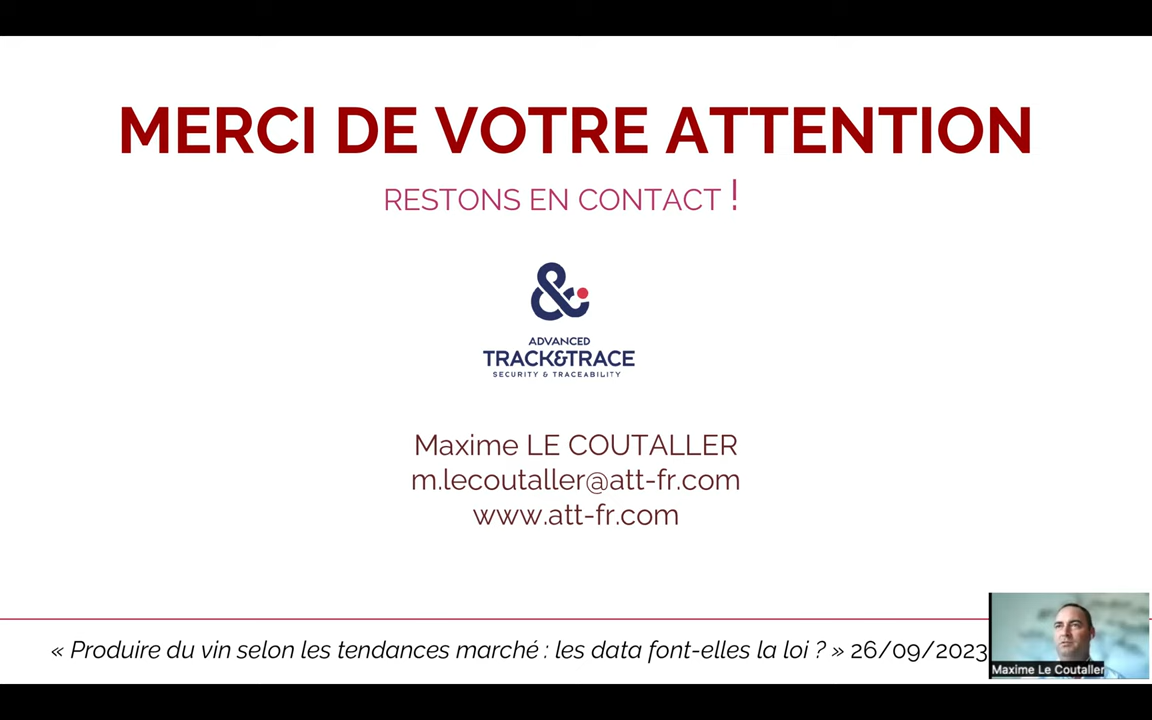 MERCI DE VOTRE ATTENTION
RESTONS EN CONTACT !
ADVANCED
TRACK&TRACE
SECURITY & TRACEABILITY
Maxime LE COUTALLER
m.lecoutaller@att-fr.com
www.att-fr.com
« Produire du vin selon les tendances marché : les data font-elles la loi ? » 26/09/2023
Maxime Le Coutaller